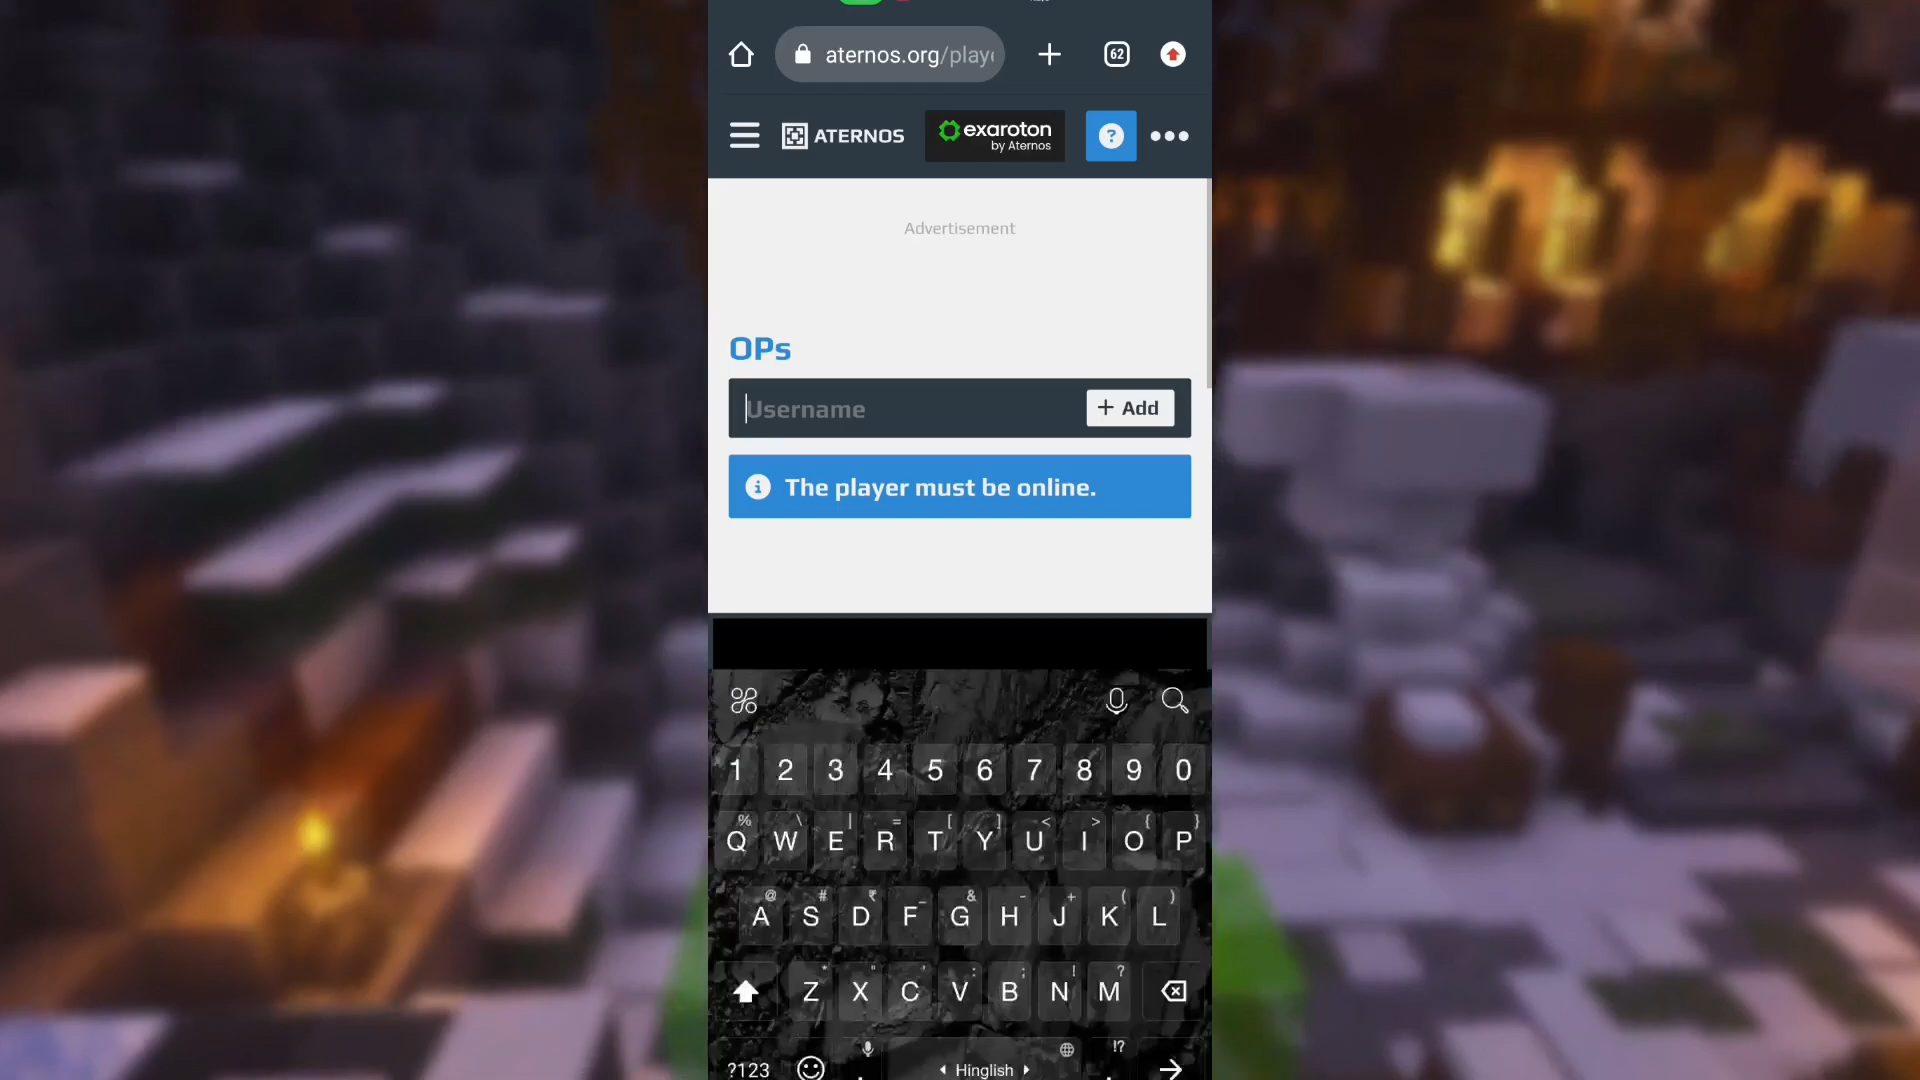 aternos.org/play
62
ATERNOS
exaroton
by Aternos
?
Advertisement
OPs
Username
+ Add
The player must be online.
1 2 3 4 5 6 7 8 9 0
% \ | = [ ] < > { }
Q W E R T Y U I O P
@ # ₹ _ & - + ( )
A S D F G H J K L
* " ' : ; ! ?
Z X C V B N M
!?
?123 , Hinglish .